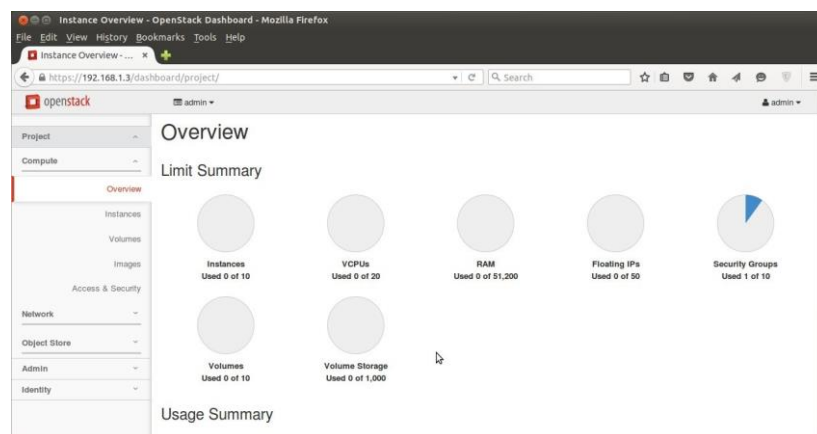 Instance Overview - OpenStack Dashboard - Mozilla Firefox
File Edit View History Bookmarks Tools Help
Instance Overview - ... ×
https://192.168.1.3/dashboard/project/ Search
openstack admin admin
Project
Compute
Overview
Instances
Volumes
Images
Access & Security
Network
Object Store
Admin
Identity
Overview
Limit Summary
Instances
Used 0 of 10
VCPUs
Used 0 of 20
RAM
Used 0 of 51,200
Floating IPs
Used 0 of 50
Security Groups
Used 1 of 10
Volumes
Used 0 of 10
Volume Storage
Used 0 of 1,000
Usage Summary